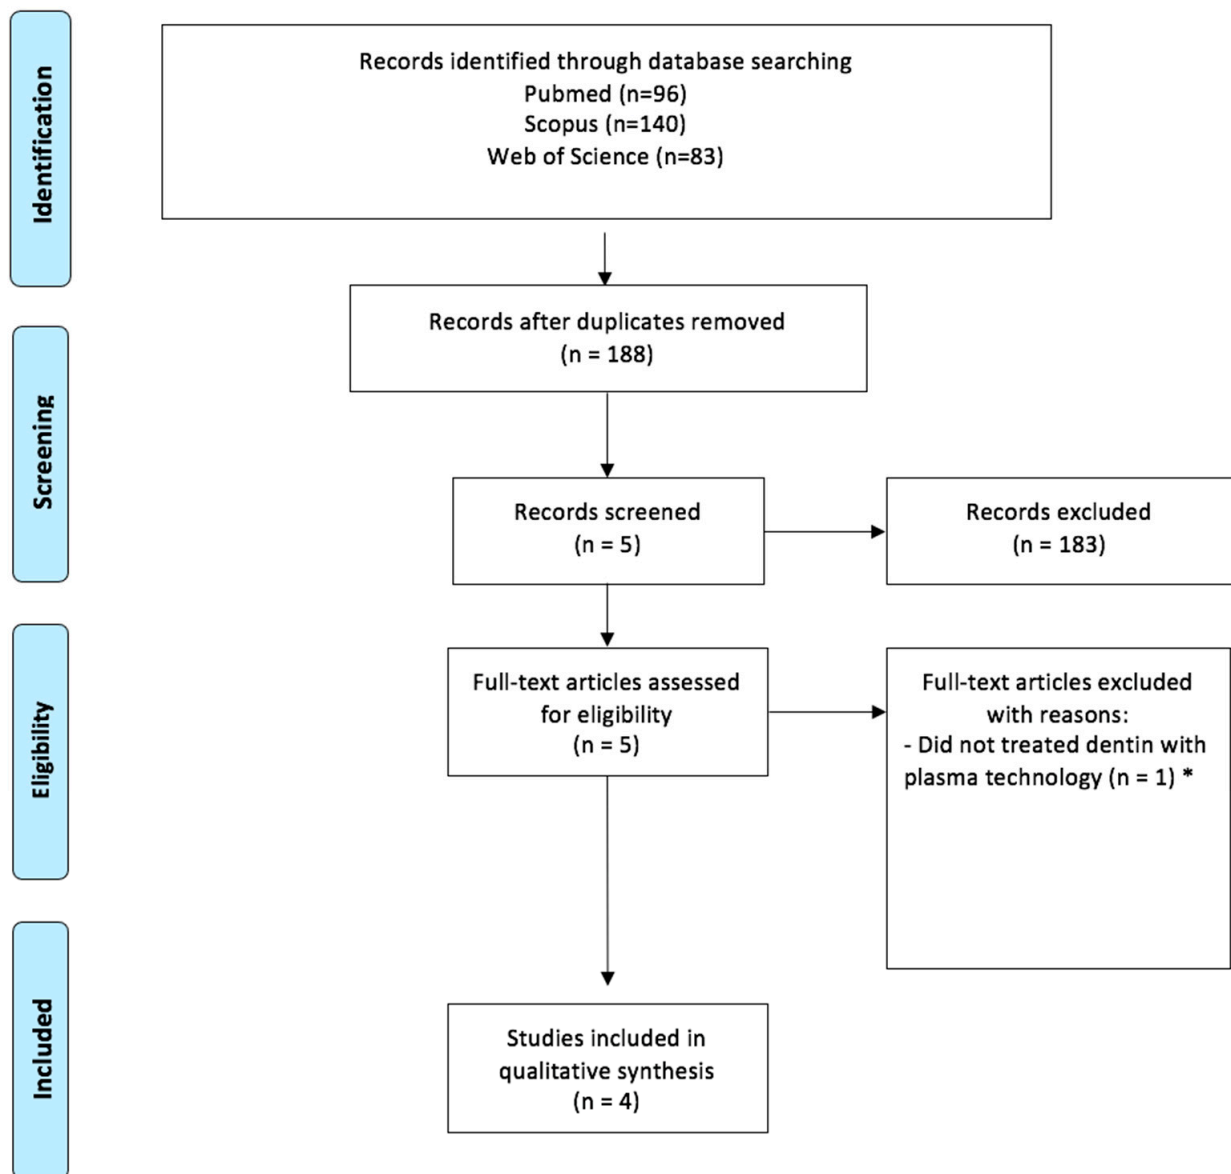 Identification
Records identified through database searching
Pubmed (n=96)
Scopus (n=140)
Web of Science (n=83)
Records after duplicates removed
(n = 188)
Screening
Records screened
(n = 5)
Records excluded
(n = 183)
Eligibility
Full-text articles assessed
for eligibility
(n = 5)
Full-text articles excluded
with reasons:
- Did not treated dentin with
plasma technology (n = 1) *
Included
Studies included in
qualitative synthesis
(n = 4)